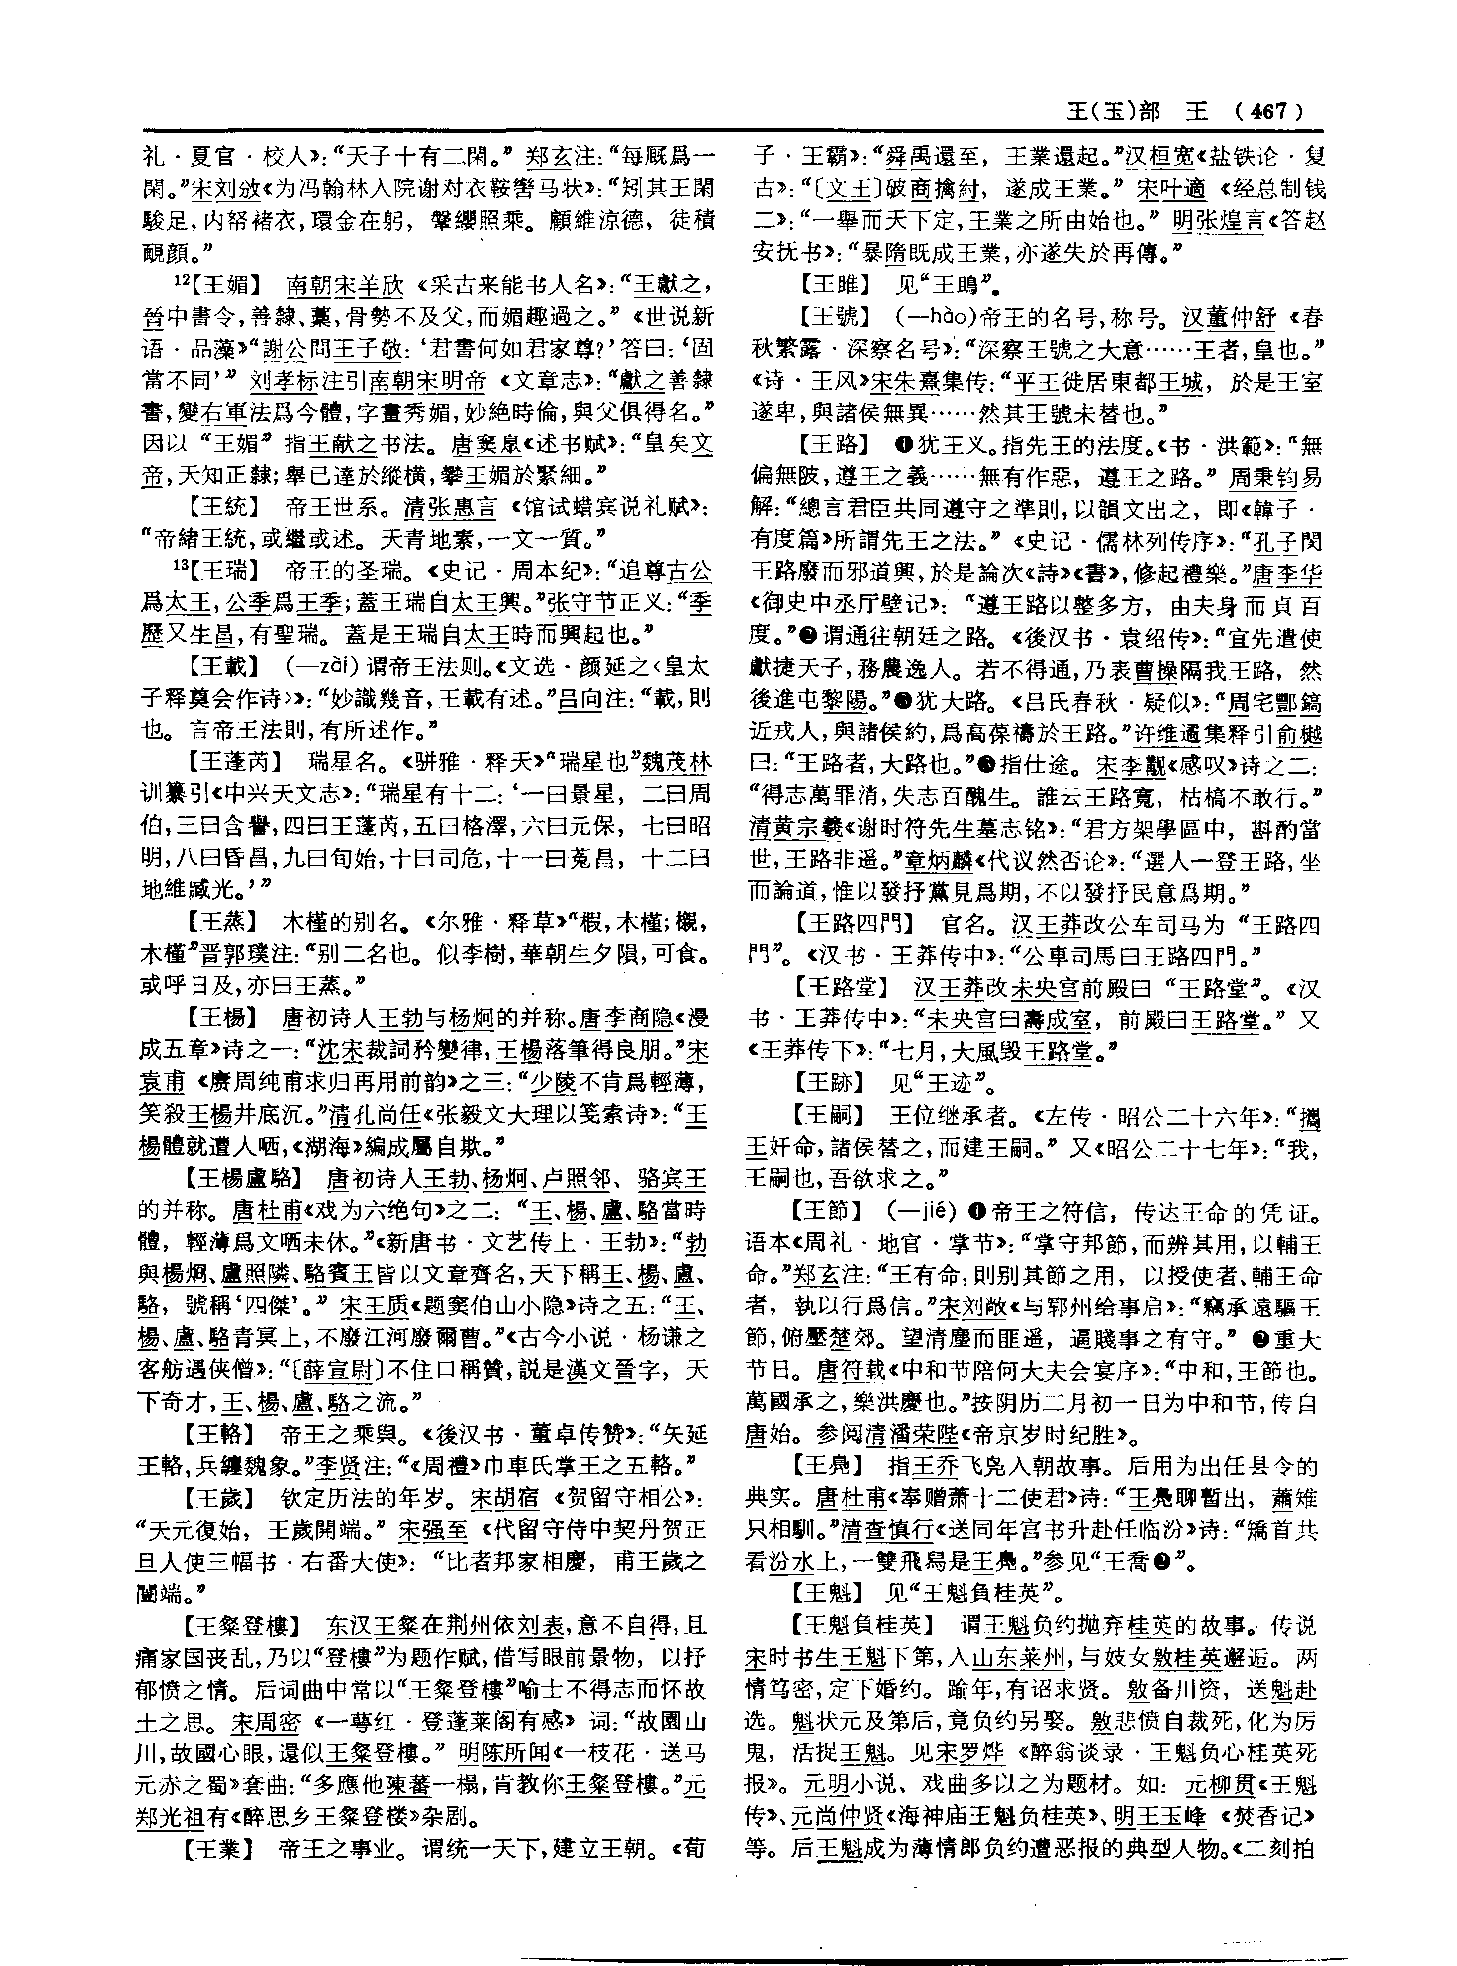 王(玉)部　王　(467)
礼·夏官·校人》：“天子十有二閑。”郑玄注：“每厩爲一
閑。”宋刘攽《为冯翰林入院谢对衣鞍辔马状》：“矧其王閑
駿足，内帑褚衣，環金在躬，鞶纓照乘。顧維涼德，徒積
靦顔。”
12【王媚】　南朝宋羊欣《采古来能书人名》：“王獻之，
晉中書令，善隸、藁，骨勢不及父，而媚趣過之。”《世说新
语·品藻》“謝公問王子敬：‘君書何如君家尊？’答曰：‘固
當不同’”刘孝标注引南朝宋明帝《文章志》：“獻之善隸
書，變右軍法爲今體，字畫秀媚，妙絶時倫，與父俱得名。”
因以“王媚”指王献之书法。唐窦臮《述书赋》：“皇矣文
帝，天知正隸；舉已達於縱横，攀王媚於緊細。”
【王统】　帝王世系。清张惠言《馆试蜡宾说礼赋》：
“帝緒王統，或繼或述。天青地素，一文一質。”
13【王瑞】　帝王的圣瑞。《史记·周本纪》：“追尊古公
爲太王，公季爲王季；蓋王瑞自太王興。”张守节正义：“季
歷又生昌，有聖瑞。蓋是王瑞自太王時而興起也。”
【王載】　(—zài)谓帝王法则。《文选·颜延之〈皇太
子释奠会作诗〉》：“妙識幾音，王載有述。”吕向注：“載，則
也。言帝王法則，有所述作。”
【王蓬芮】　瑞星名。《骈雅·释天》“瑞星也”魏茂林
训纂引《中兴天文志》：“瑞星有十二：‘一曰景星，二曰周
伯，三曰含譽，四曰王蓬芮，五曰格澤，六曰元保，七曰昭
明，八曰昏昌，九曰旬始，十曰司危，十一曰菟昌，十二曰
地維臧光。’”
【王蒸】　木槿的别名。《尔雅·释草》“椵，木槿；櫬，
木槿”晋郭璞注：“别二名也。似李樹，華朝生夕隕，可食。
或呼日及，亦曰王蒸。”
【王楊】　唐初诗人王勃与杨炯的并称。唐李商隐《漫
成五章》诗之一：“沈宋裁詞矜變律，王楊落筆得良朋。”宋
袁甫《赓周纯甫求归再用前韵》之三：“少陵不肯爲輕薄，
笑殺王楊井底沉。”清孔尚任《张毅文大理以笺索诗》：“王
楊體就遭人哂，《湖海》編成屬自欺。”
【王楊盧駱】　唐初诗人王勃、杨炯、卢照邻、骆宾王
的并称。唐杜甫《戏为六绝句》之二：“王、楊、盧、駱當時
體，輕薄爲文哂未休。”《新唐书·文艺传上·王勃》：“勃
與楊炯、盧照隣、駱賓王皆以文章齊名，天下稱王、楊、盧、
駱，號稱‘四傑’。”宋王质《题窦伯山小隐》诗之五：“王、
楊、盧、駱青冥上，不廢江河廢爾曹。”《古今小说·杨谦之
客舫遇侠僧》：“〔薛宣尉〕不住口稱贊，説是漢文晉字，天
下奇才，王、楊、盧、駱之流。”
【王輅】　帝王之乘舆。《後汉书·董卓传赞》：“矢延
王輅，兵纏魏象。”李贤注：“《周禮》巾車氏掌王之五輅。”
【王歲】　钦定历法的年岁。宋胡宿《贺留守相公》：
“天元復始，王歲開端。”宋强至《代留守侍中契丹贺正
旦人使三幅书·右番大使》：“比者邦家相慶，甫王歲之
闓端。”
【王粲登樓】　东汉王粲在荆州依刘表，意不自得，且
痛家国丧乱，乃以“登樓”为题作赋，借写眼前景物，以抒
郁愤之情。后词曲中常以“王粲登樓”喻士不得志而怀故
土之思。宋周密《一萼红·登蓬莱阁有感》词：“故園山
川，故國心眼，還似王粲登樓。”明陈所闻《一枝花·送马
元赤之蜀》套曲：“多應他陳蕃一榻，肯教你王粲登樓。”元
郑光祖有《醉思乡王粲登楼》杂剧。
【王業】　帝王之事业。谓统一天下，建立王朝。《荀
子·王霸》：“舜禹還至，王業還起。”汉桓宽《盐铁论·复
古》：“〔文王〕破商擒紂，遂成王業。”宋叶適《经总制钱
二》：“一舉而天下定，王業之所由始也。”明张煌言《答赵
安抚书》：“暴隋既成王業，亦遂失於再傳。”
【王雎】　见“王鴡”。
【王號】　(—hào)帝王的名号，称号。汉董仲舒《春
秋繁露·深察名号》：“深察王號之大意……王者，皇也。”
《诗·王风》宋朱熹集传：“平王徙居東都王城，於是王室
遂卑，與諸侯無異……然其王號未替也。”
【王路】　❶犹王义。指先王的法度。《书·洪範》：“無
偏無陂，遵王之義……無有作惡，遵王之路。”周秉钧易
解：“總言君臣共同遵守之準則，以韻文出之，即《韓子·
有度篇》所謂先王之法。”《史记·儒林列传序》：“孔子閔
王路廢而邪道興，於是論次《詩》《書》，修起禮樂。”唐李华
《御史中丞厅壁记》：“遵王路以整多方，由夫身而貞百
度。”❷谓通往朝廷之路。《後汉书·袁绍传》：“宜先遣使
獻捷天子，務農逸人。若不得通，乃表曹操隔我王路，然
後進屯黎陽。”❸犹大路。《吕氏春秋·疑似》：“周宅酆鎬
近戎人，與諸侯約，爲高葆禱於王路。”许维遹集释引俞樾
曰：“王路者，大路也。”❹指仕途。宋李觏《感叹》诗之二：
“得志萬罪消，失志百醜生。誰云王路寬，枯槁不敢行。”
清黄宗羲《谢时符先生墓志铭》：“君方架學區中，斟酌當
世，王路非遥。”章炳麟《代议然否论》：“選人一登王路，坐
而論道，惟以發抒黨見爲期，不以發抒民意爲期。”
【王路四門】　官名。汉王莽改公车司马为“王路四
門”。《汉书·王莽传中》：“公車司馬曰王路四門。”
【王路堂】　汉王莽改未央宫前殿曰“王路堂”。《汉
书·王莽传中》：“未央宫曰壽成室，前殿曰王路堂。”又
《王莽传下》：“七月，大風毁王路堂。”
【王跡】　见“王迹”。
【王嗣】　王位继承者。《左传·昭公二十六年》：“攜
王奸命，諸侯替之，而建王嗣。”又《昭公二十七年》：“我，
王嗣也，吾欲求之。”
【王節】　(—jié)❶帝王之符信，传达王命的凭证。
语本《周礼·地官·掌节》：“掌守邦節，而辨其用，以輔王
命。”郑玄注：“王有命，則别其節之用，以授使者、輔王命
者，執以行爲信。”宋刘敞《与郓州给事启》：“竊承遠驅王
節，俯壓楚郊。望清塵而匪遥，逼賤事之有守。”❷重大
节日。唐符载《中和节陪何大夫会宴序》：“中和，王節也。
萬國承之，樂洪慶也。”按阴历二月初一日为中和节，传自
唐始。参阅清潘荣陛《帝京岁时纪胜》。
【王鳧】　指王乔飞凫入朝故事。后用为出任县令的
典实。唐杜甫《奉赠萧十二使君》诗：“王鳧聊暫出，蕭雉
只相馴。”清查慎行《送同年宫书升赴任临汾》诗：“矯首共
看汾水上，一雙飛舄是王鳧。”参见“王喬❷”。
【王魁】　见“王魁負桂英”。
【王魁負桂英】　谓王魁负约抛弃桂英的故事。传说
宋时书生王魁下第，入山东莱州，与妓女敫桂英邂逅。两
情笃密，定下婚约。踰年，有诏求贤。敫备川资，送魁赴
选。魁状元及第后，竟负约另娶。敫悲愤自裁死，化为厉
鬼，活捉王魁。见宋罗烨《醉翁谈录·王魁负心桂英死
报》。元明小说、戏曲多以之为题材。如：元柳贯《王魁
传》、元尚仲贤《海神庙王魁负桂英》、明王玉峰《焚香记》
等。后王魁成为薄情郎负约遭恶报的典型人物。《二刻拍